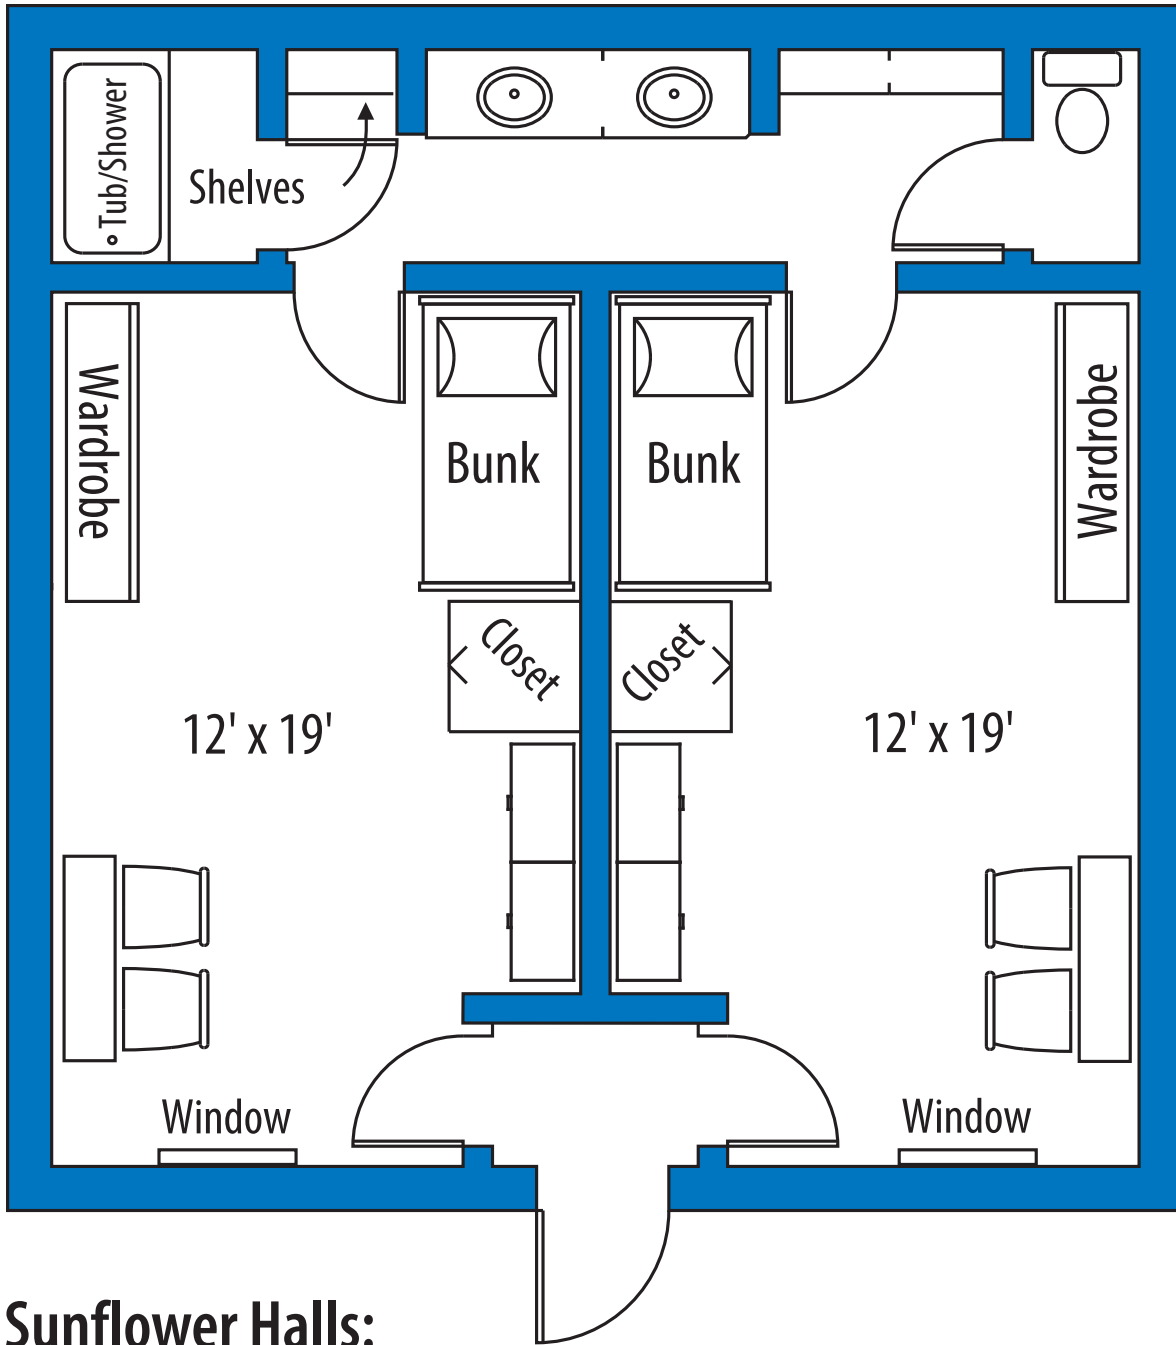 Tub/Shower
Shelves
Wardrobe
Bunk
Bunk
Wardrobe
Closet
Closet
12' x 19'
12' x 19'
Window
Window
Sunflower Halls: